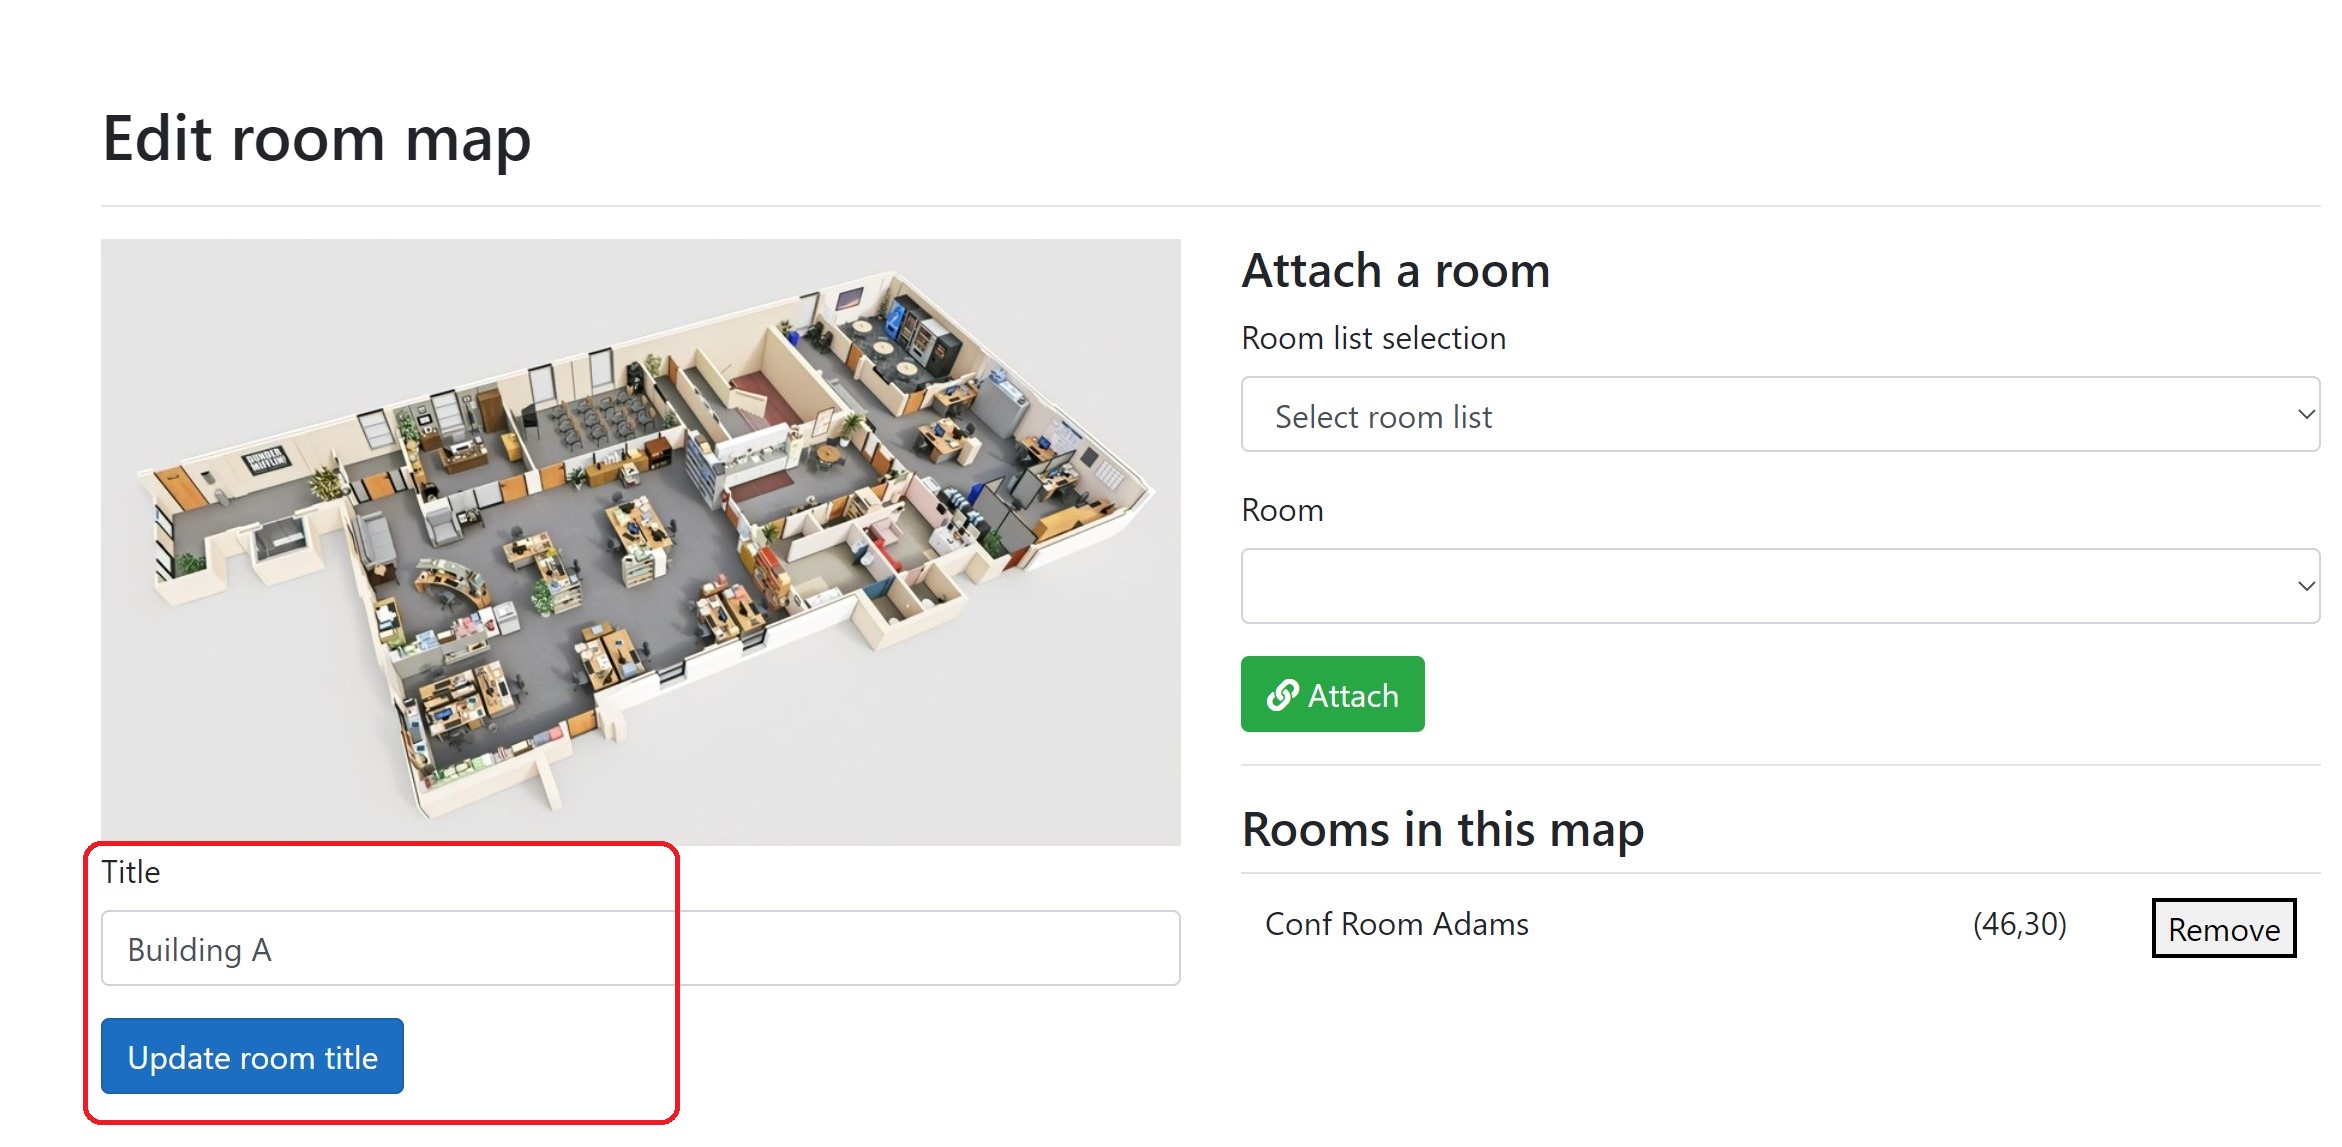 Edit room map
DUNDER
MIFFLIN
Title
Building A
Update room title
Attach a room
Room list selection
Select room list
Room
Attach
Rooms in this map
Conf Room Adams (46,30) Remove